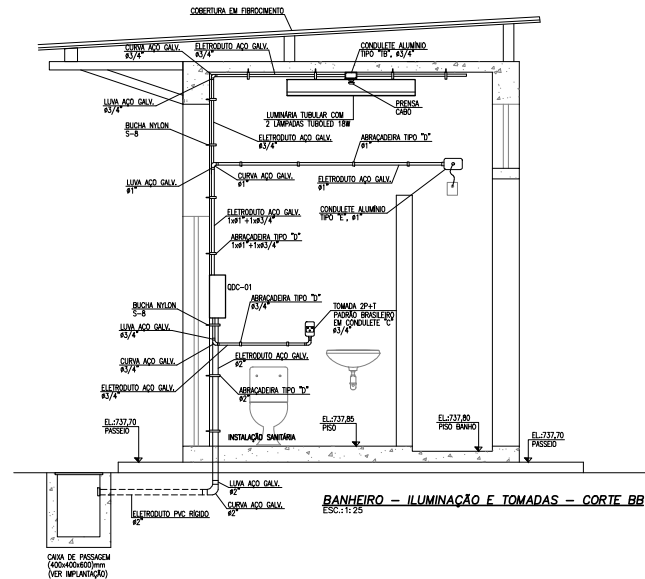 COBERTURA EM FIBROCIMENTO
CURVA AÇO GALV.
ø3/4"
ELETRODUTO AÇO GALV.
ø3/4"
CONDULETE ALUMÍNIO
TIPO "TB", ø3/4"
LUVA AÇO GALV.
ø3/4"
LUMINÁRIA TUBULAR COM
2 LÂMPADAS TUBOLED 18W
PRENSA
CABO
BUCHA NYLON
S-8
ELETRODUTO AÇO GALV.
ø3/4"
ABRAÇADEIRA TIPO "D"
ø1"
LUVA AÇO GALV.
ø1"
CURVA AÇO GALV.
ø1"
ELETRODUTO AÇO GALV.
ø1"
CONDULETE ALUMÍNIO
TIPO "E", ø1"
ELETRODUTO AÇO GALV.
1xø1"+1xø3/4"
ABRAÇADEIRA TIPO "D"
1xø1"+1xø3/4"
QDC-01
BUCHA NYLON
S-8
ABRAÇADEIRA TIPO "D"
ø3/4"
TOMADA 2P+T
PADRÃO BRASILEIRO
EM CONDULETE "C"
ø3/4"
LUVA AÇO GALV.
ø3/4"
CURVA AÇO GALV.
ø3/4"
ELETRODUTO AÇO GALV.
ø2"
ELETRODUTO AÇO GALV.
ø3/4"
ABRAÇADEIRA TIPO "D"
ø2"
EL.:737,70
PASSEIO
INSTALAÇÃO SANITÁRIA
EL.:737,85
PISO
EL.:737,80
PISO BANHO
EL.:737,70
PASSEIO
LUVA AÇO GALV.
ø2"
CURVA AÇO GALV.
ø2"
ELETRODUTO PVC RÍGIDO
ø2"
BANHEIRO – ILUMINAÇÃO E TOMADAS – CORTE BB
ESC.:1:25
CAIXA DE PASSAGEM
(400x400x600)mm
(VER IMPLANTAÇÃO)